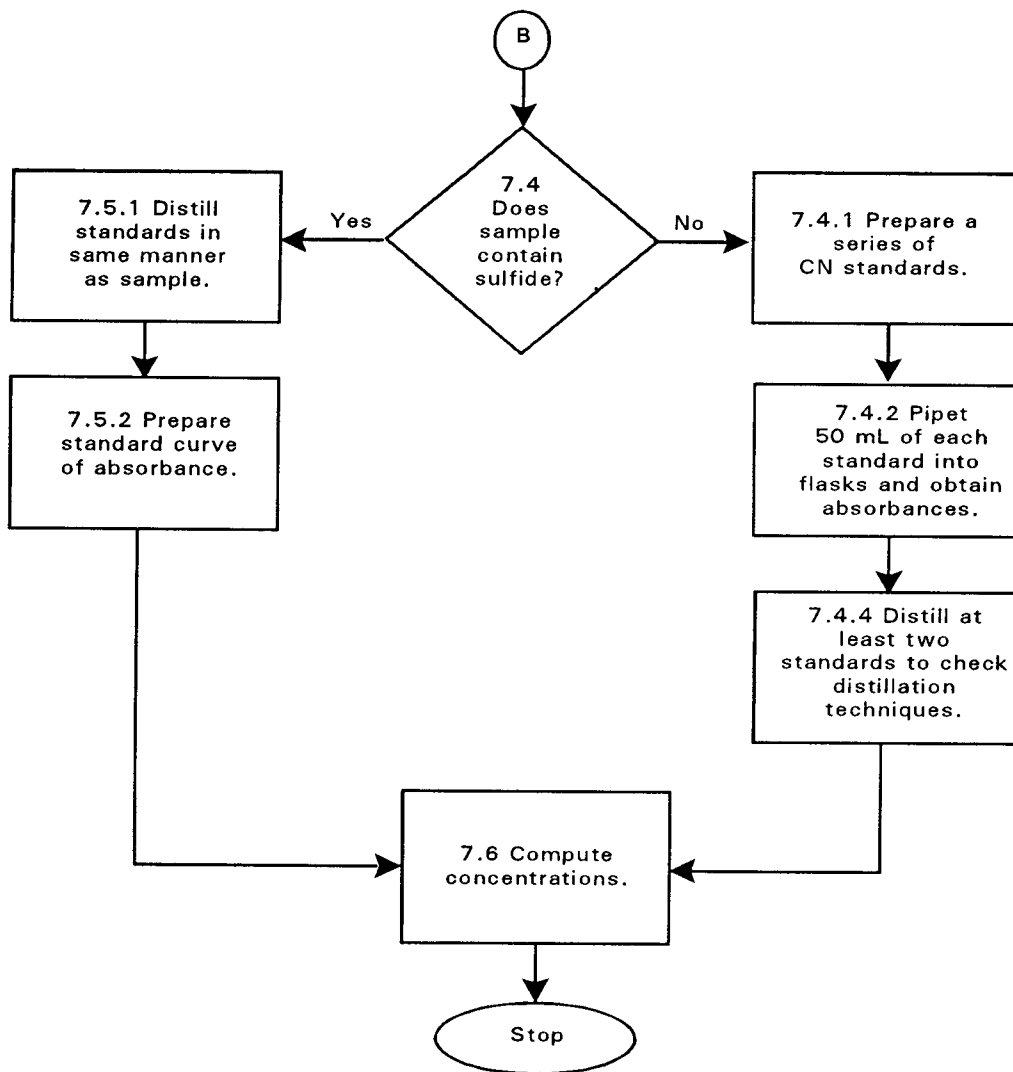 B
7.4
Does
sample
contain
sulfide?
Yes
No
7.5.1 Distill
standards in
same manner
as sample.
7.5.2 Prepare
standard curve
of absorbance.
7.4.1 Prepare a
series of
CN standards.
7.4.2 Pipet
50 mL of each
standard into
flasks and obtain
absorbances.
7.4.4 Distill at
least two
standards to check
distillation
techniques.
7.6 Compute
concentrations.
Stop